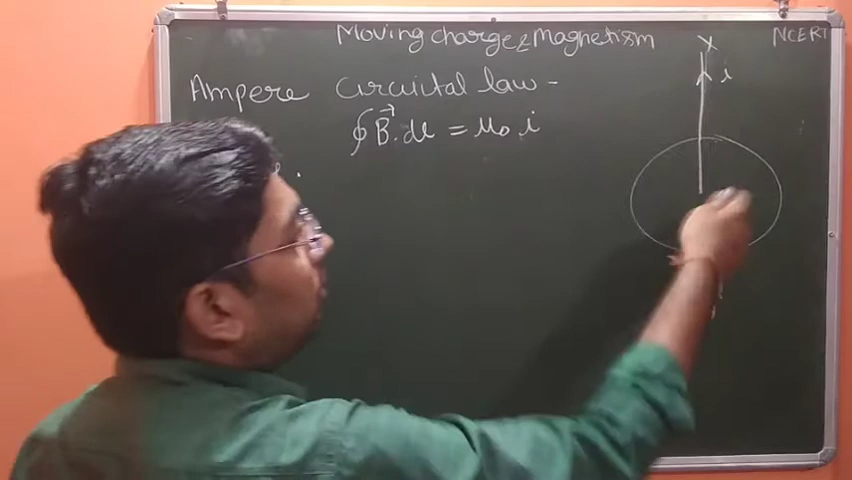 Moving charge & Magnetism
NCERT
X
i
Ampere circuital law -
∮B⃗.dl = μ₀ i